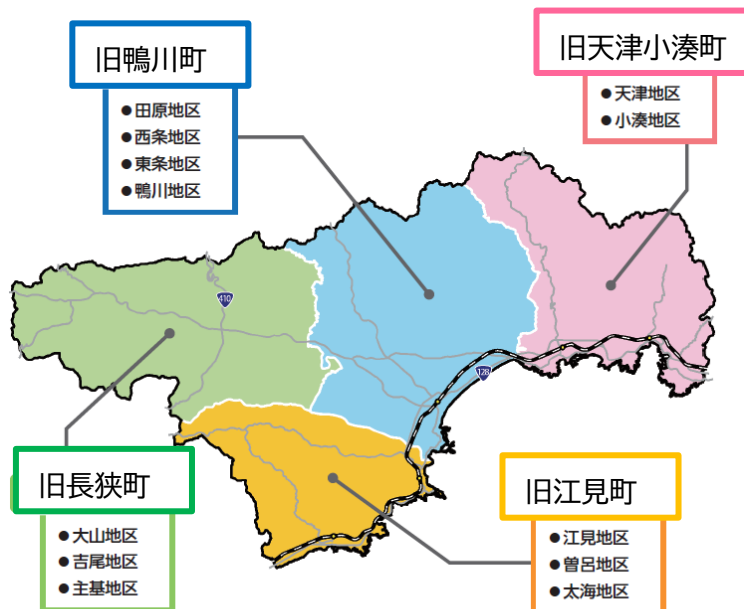 旧鴨川町
●田原地区
●西条地区
●東条地区
●鴨川地区
旧天津小湊町
●天津地区
●小湊地区
410
128
旧長狭町
●大山地区
●吉尾地区
●主基地区
旧江見町
●江見地区
●曽呂地区
●太海地区